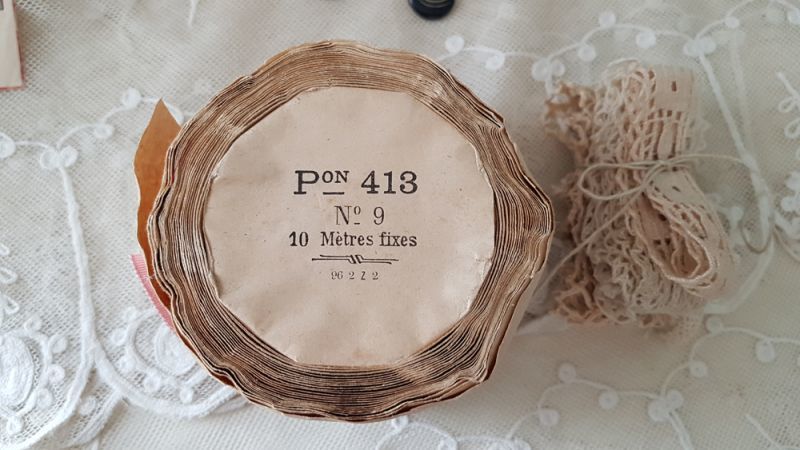 Pᴼᴺ 413
Nº 9
10 Mètres fixes
96 2 Z 2